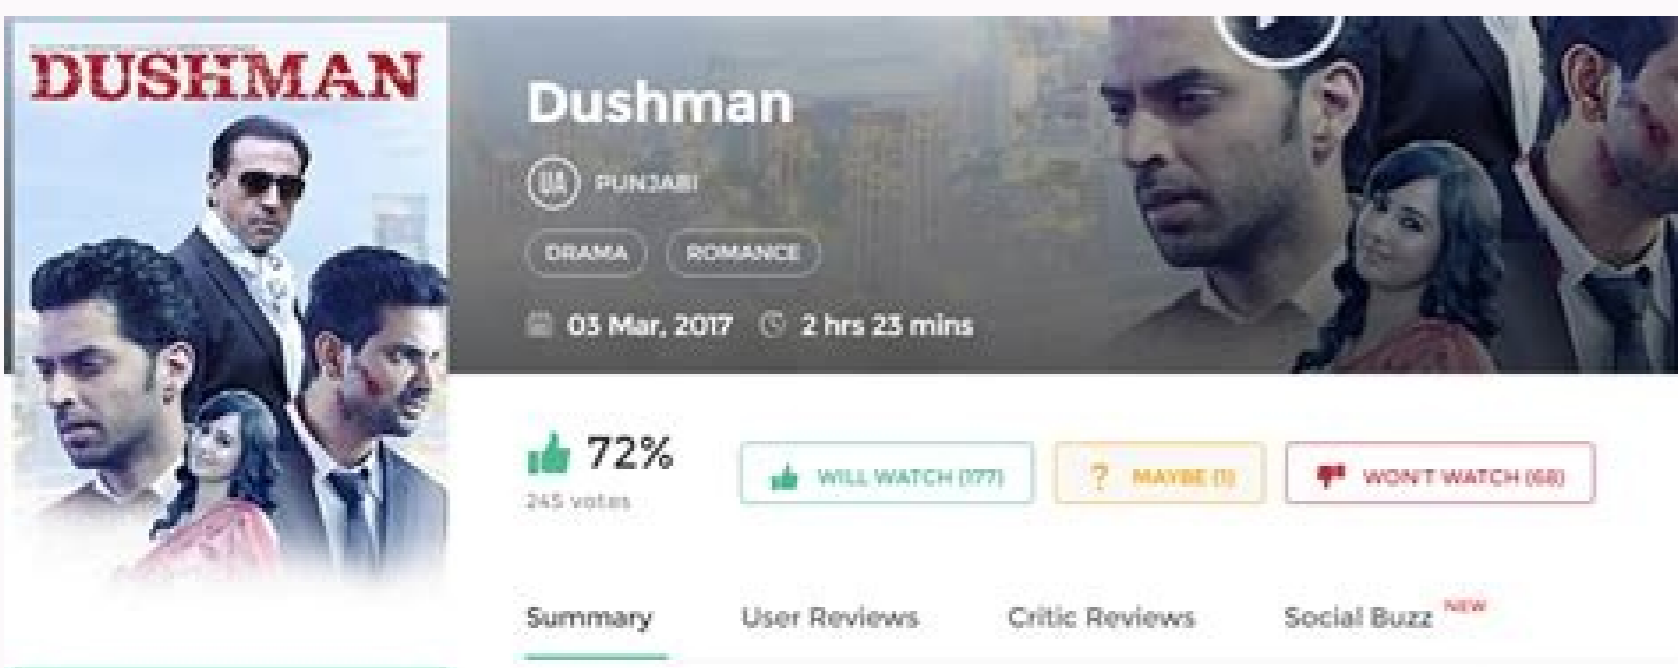 DUSHMAN
Dushman
UA PUNJABI
DRAMA ROMANCE
03 Mar, 2017 2 hrs 23 mins
72%
245 votes
WILL WATCH (177)
? MAYBE (1)
WON'T WATCH (68)
Summary User Reviews Critic Reviews Social Buzz NEW